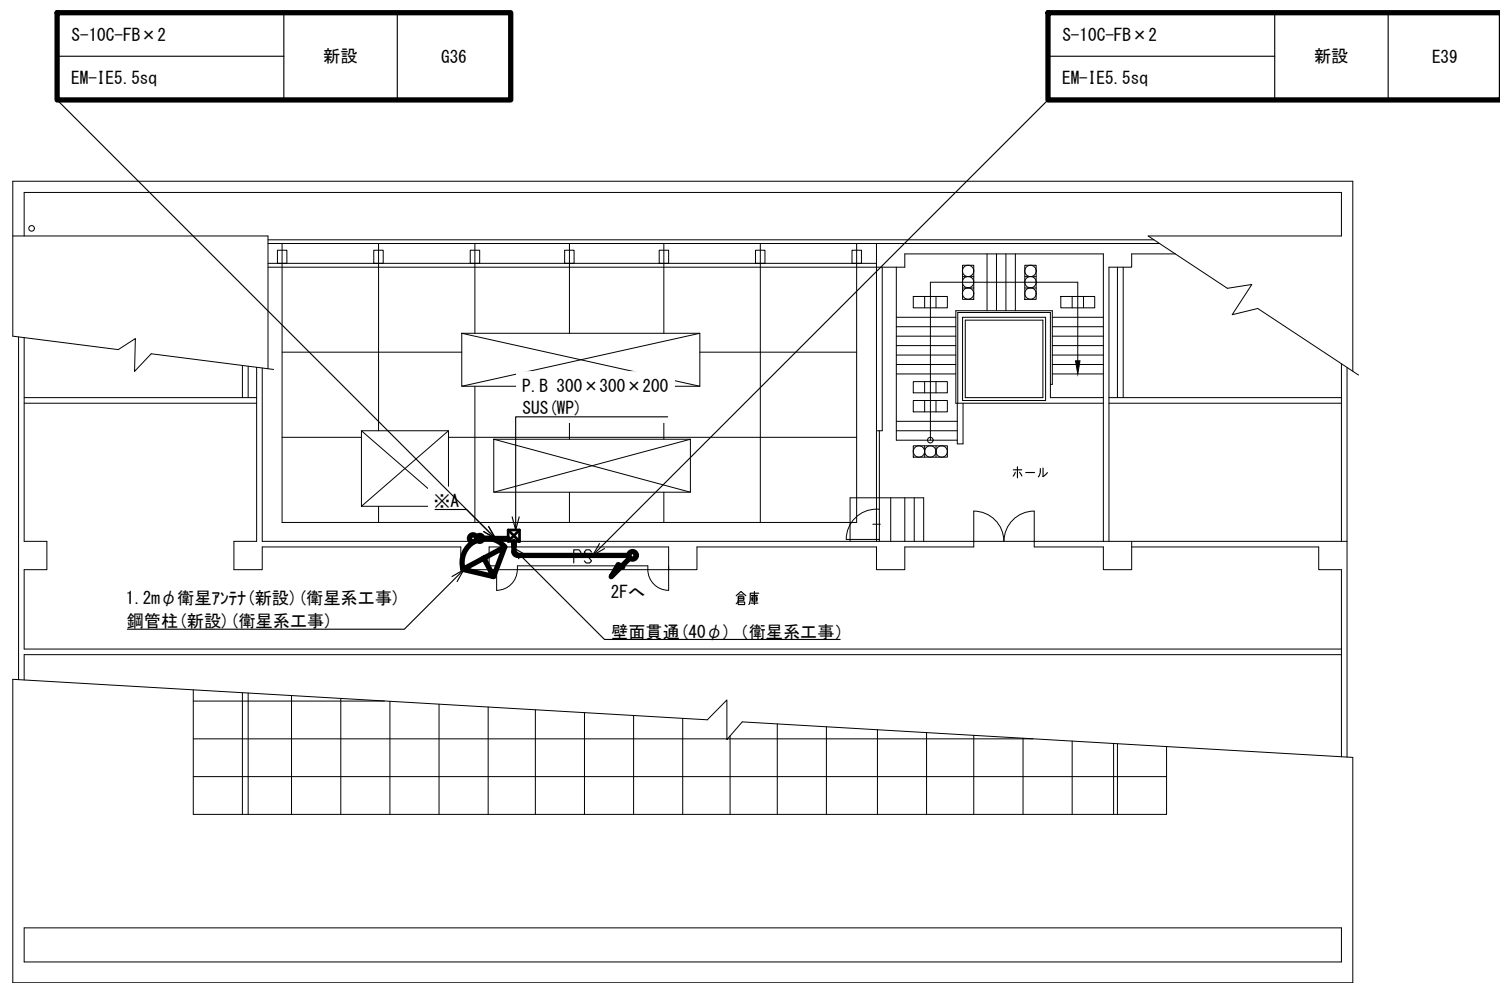 S-10C-FB×2
EM-IE5.5sq
新設
G36
S-10C-FB×2
EM-IE5.5sq
新設
E39
P.B 300×300×200
SUS(WP)
ホール
※A
PS
2Fへ
倉庫
1.2mφ衛星アンテナ(新設)(衛星系工事)
鋼管柱(新設)(衛星系工事)
壁面貫通(40φ) (衛星系工事)